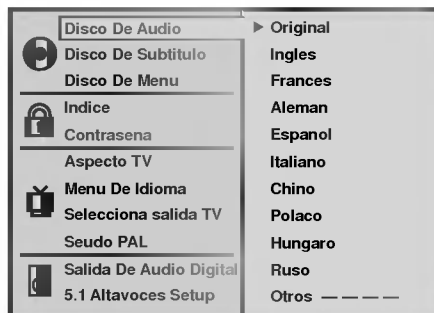 Disco De Audio
Disco De Subtitulo
Disco De Menu
Indice
Contrasena
Aspecto TV
Menu De Idioma
Selecciona salida TV
Seudo PAL
Salida De Audio Digital
5.1 Altavoces Setup
Original
Ingles
Frances
Aleman
Espanol
Italiano
Chino
Polaco
Hungaro
Ruso
Otros — — — —